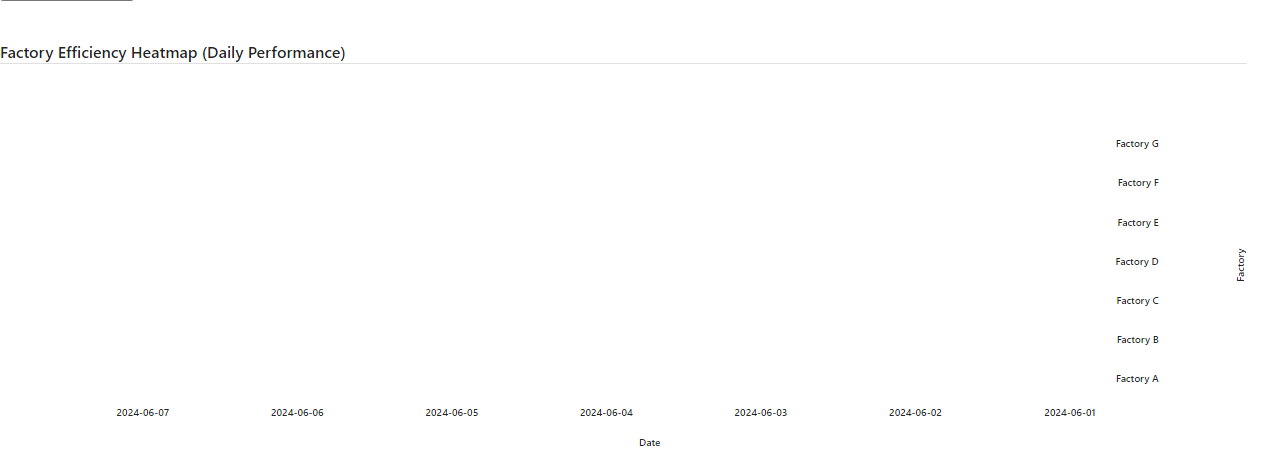 Factory Efficiency Heatmap (Daily Performance)
Factory G
Factory F
Factory E
Factory D
Factory C
Factory B
Factory A
Factory
2024-06-07 2024-06-06 2024-06-05 2024-06-04 2024-06-03 2024-06-02 2024-06-01
Date